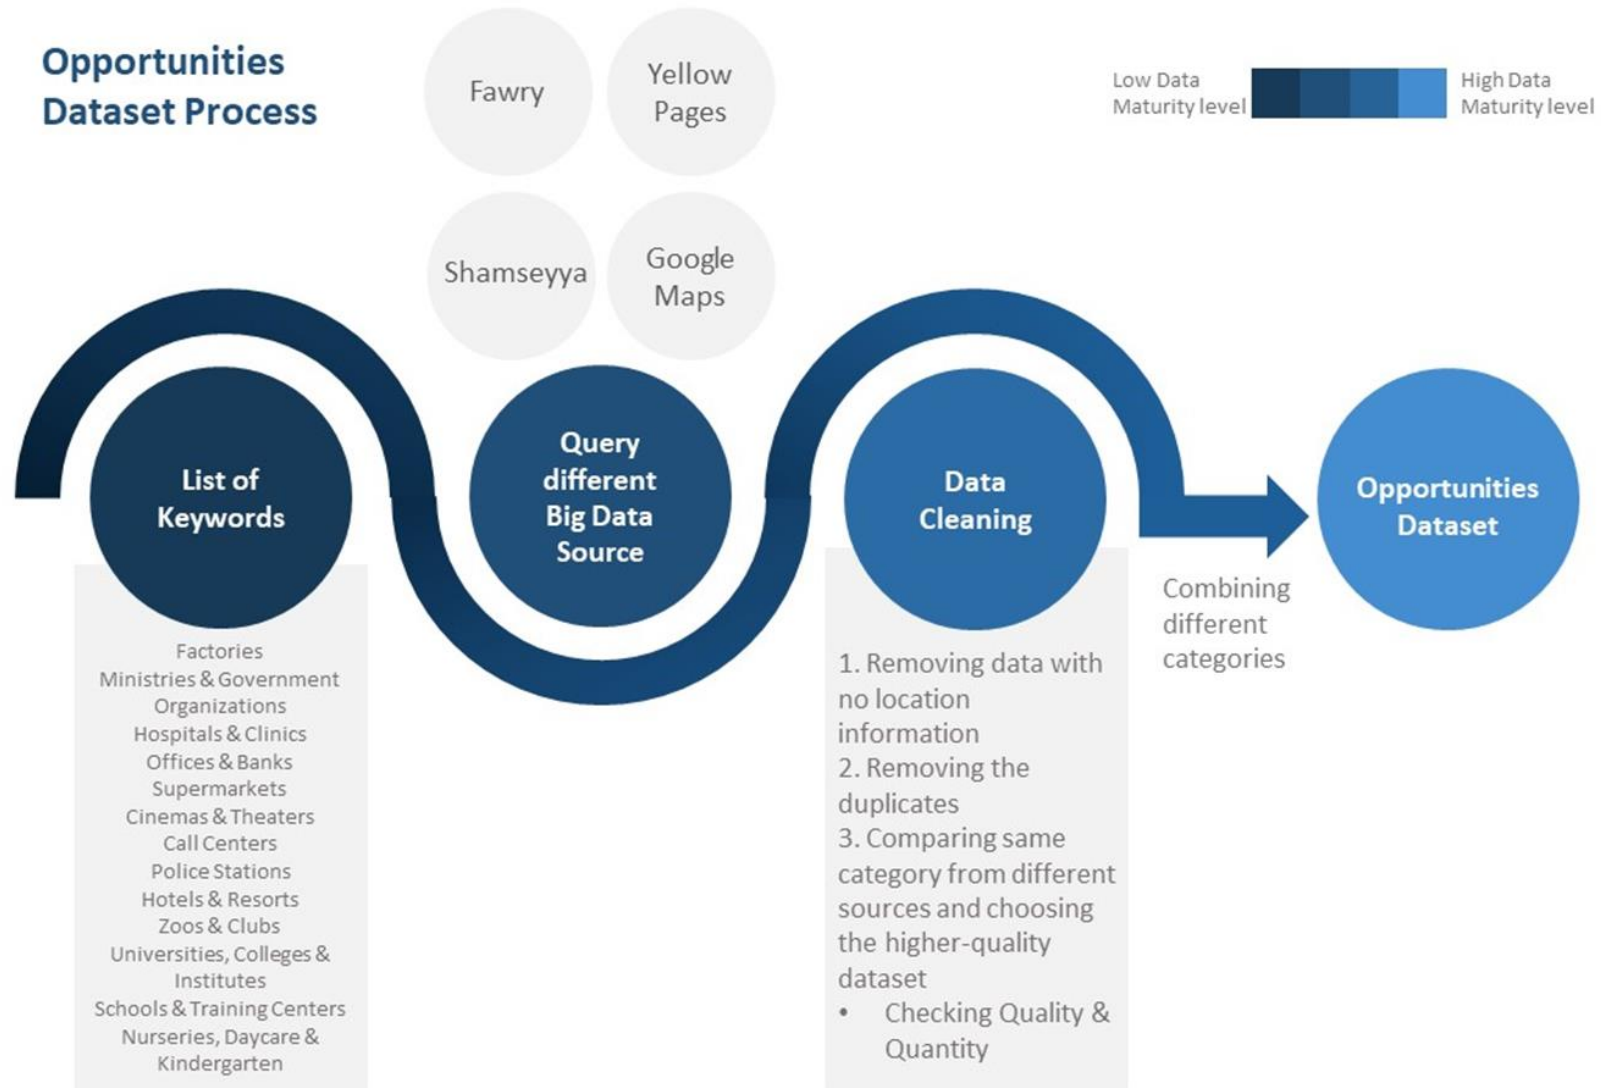 Opportunities
Dataset Process
Fawry
Yellow
Pages
Shamseyya
Google
Maps
Low Data
Maturity level
High Data
Maturity level
List of
Keywords
Factories
Ministries & Government
Organizations
Hospitals & Clinics
Offices & Banks
Supermarkets
Cinemas & Theaters
Call Centers
Police Stations
Hotels & Resorts
Zoos & Clubs
Universities, Colleges &
Institutes
Schools & Training Centers
Nurseries, Daycare &
Kindergarten
Query
different
Big Data
Source
Data
Cleaning
1. Removing data with
no location
information
2. Removing the
duplicates
3. Comparing same
category from different
sources and choosing
the higher-quality
dataset
• Checking Quality &
Quantity
Combining
different
categories
Opportunities
Dataset